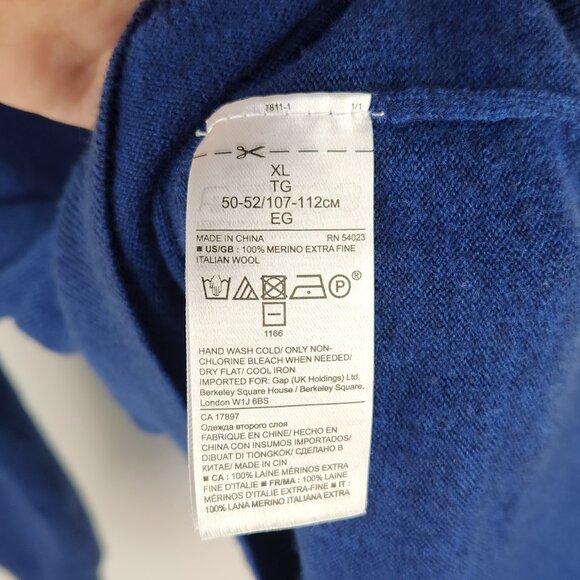 7811-1 1/1
XL
TG
50-52/107-112см
EG
MADE IN CHINA RN 54023
■ US/GB : 100% MERINO EXTRA FINE
ITALIAN WOOL
P ®
1166
HAND WASH COLD/ ONLY NON-
CHLORINE BLEACH WHEN NEEDED/
DRY FLAT/ COOL IRON
IMPORTED FOR: Gap (UK Holdings) Ltd.
Berkeley Square House / Berkeley Square,
London W1J 6BS
CA 17897
Одежда второго слоя
FABRIQUE EN CHINE/ HECHO EN
CHINA CON INSUMOS IMPORTADOS/
DIBUAT DI TIONGKOK/ СДЕЛАНО В
КИТАЕ/ MADE IN CIN
■ CA : 100% LAINE MÉRINOS EXTRA
FINE D'ITALIE ■ FR/MA : 100% LAINE
MÉRINOS D'ITALIE EXTRA-FINE ■ IT :
100% LANA MERINO ITALIANA EXTRA